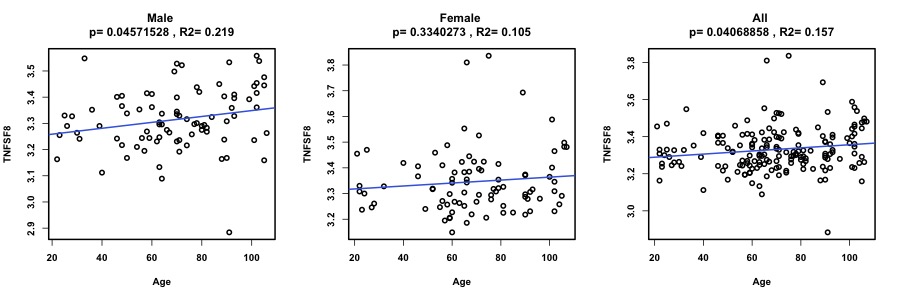 Male
p= 0.04571528 , R2= 0.219
TNFSF8
3.5
3.4
3.3
3.2
3.1
3.0
2.9
20 40 60 80 100
Age
Female
p= 0.3340273 , R2= 0.105
TNFSF8
3.8
3.7
3.6
3.5
3.4
3.3
3.2
20 40 60 80 100
Age
All
p= 0.04068858 , R2= 0.157
TNFSF8
3.8
3.6
3.4
3.2
3.0
20 40 60 80 100
Age